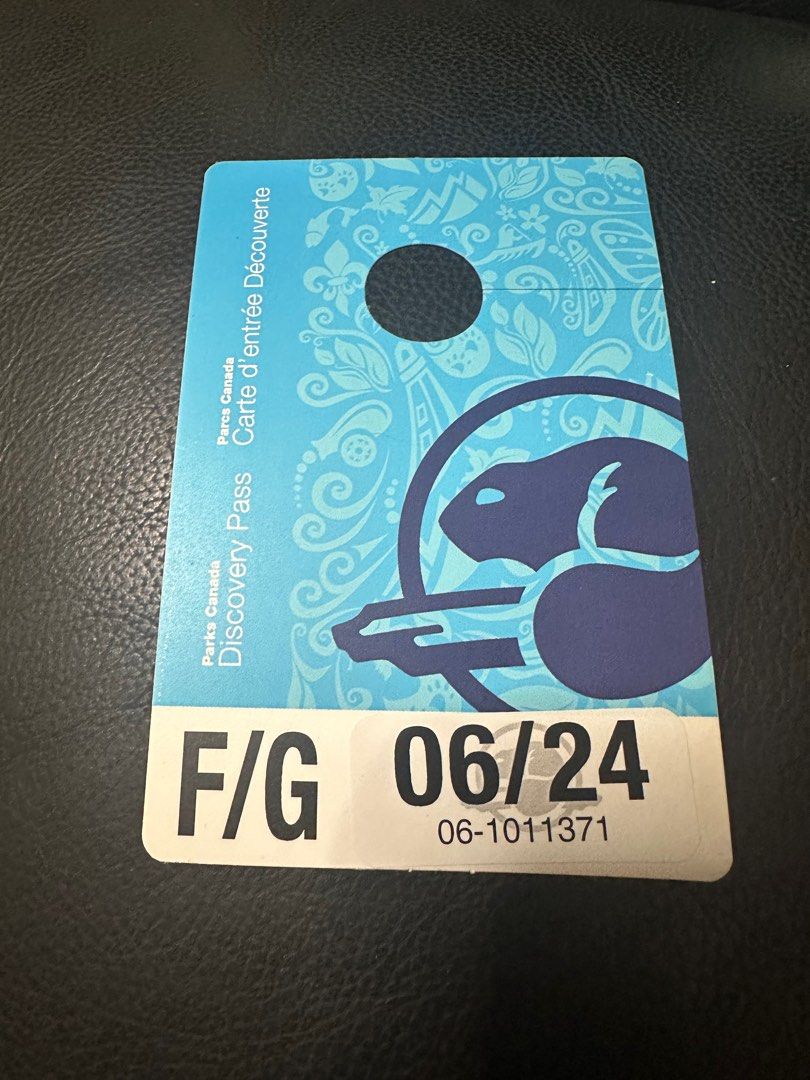 Parks Canada
Discovery Pass
Parcs Canada
Carte d'entrée Découverte
F/G
06/24
06-1011371